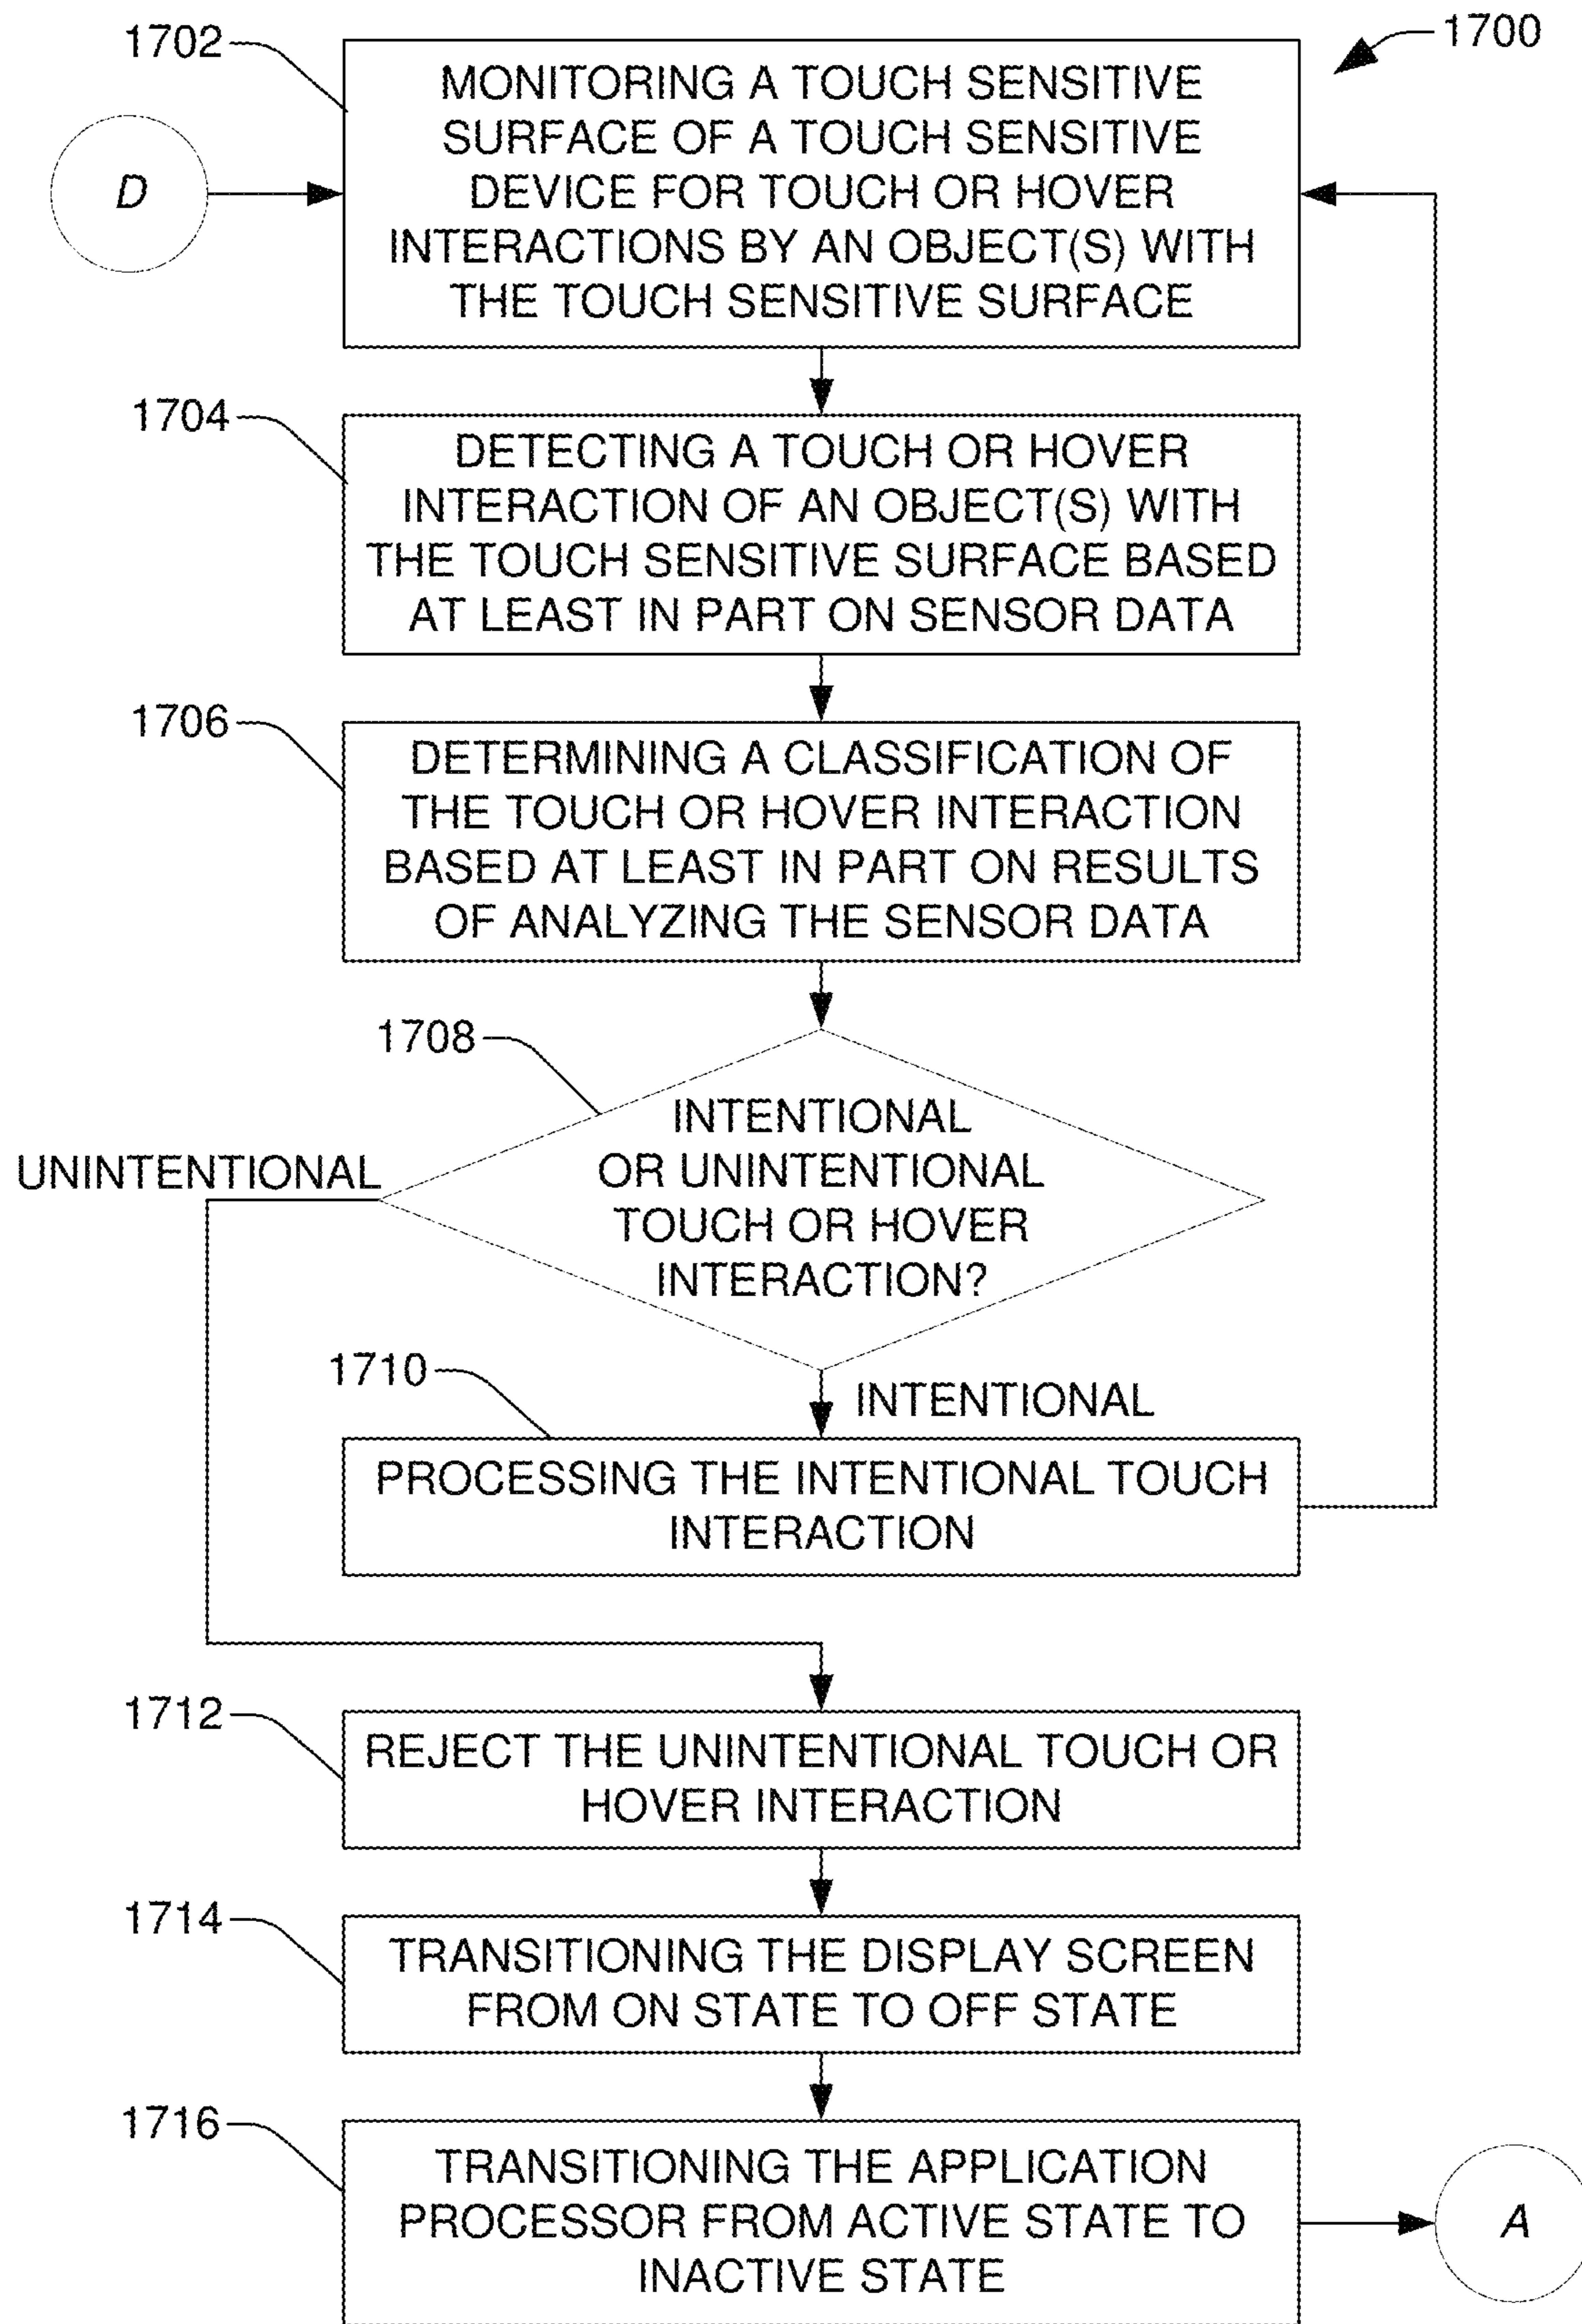 1702
1700
MONITORING A TOUCH SENSITIVE
SURFACE OF A TOUCH SENSITIVE
DEVICE FOR TOUCH OR HOVER
INTERACTIONS BY AN OBJECT(S) WITH
THE TOUCH SENSITIVE SURFACE
D
1704
DETECTING A TOUCH OR HOVER
INTERACTION OF AN OBJECT(S) WITH
THE TOUCH SENSITIVE SURFACE BASED
AT LEAST IN PART ON SENSOR DATA
1706
DETERMINING A CLASSIFICATION OF
THE TOUCH OR HOVER INTERACTION
BASED AT LEAST IN PART ON RESULTS
OF ANALYZING THE SENSOR DATA
1708
INTENTIONAL
OR UNINTENTIONAL
TOUCH OR HOVER
INTERACTION?
UNINTENTIONAL
1710
INTENTIONAL
PROCESSING THE INTENTIONAL TOUCH
INTERACTION
1712
REJECT THE UNINTENTIONAL TOUCH OR
HOVER INTERACTION
1714
TRANSITIONING THE DISPLAY SCREEN
FROM ON STATE TO OFF STATE
1716
TRANSITIONING THE APPLICATION
PROCESSOR FROM ACTIVE STATE TO
INACTIVE STATE
A